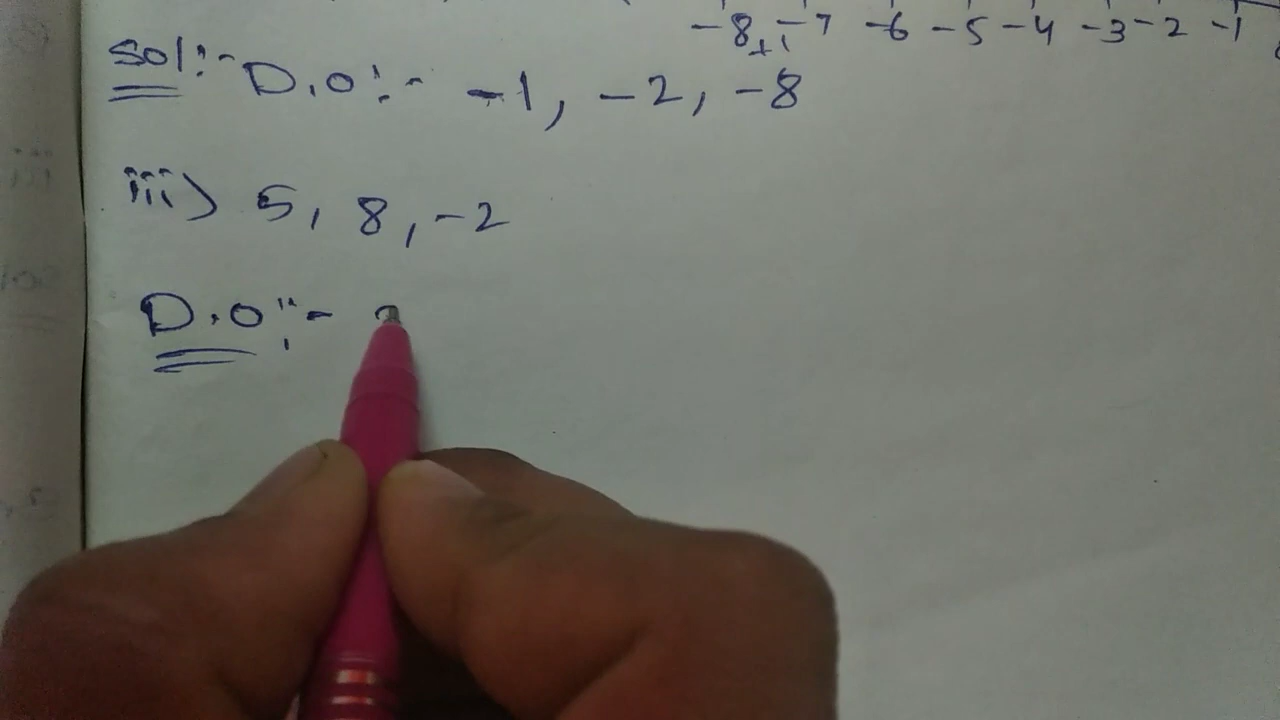 -8 -7 -6 -5 -4 -3 -2 -1
Sol:- D.O:- -1, -2, -8
iii) 5, 8, -2
D.O:-